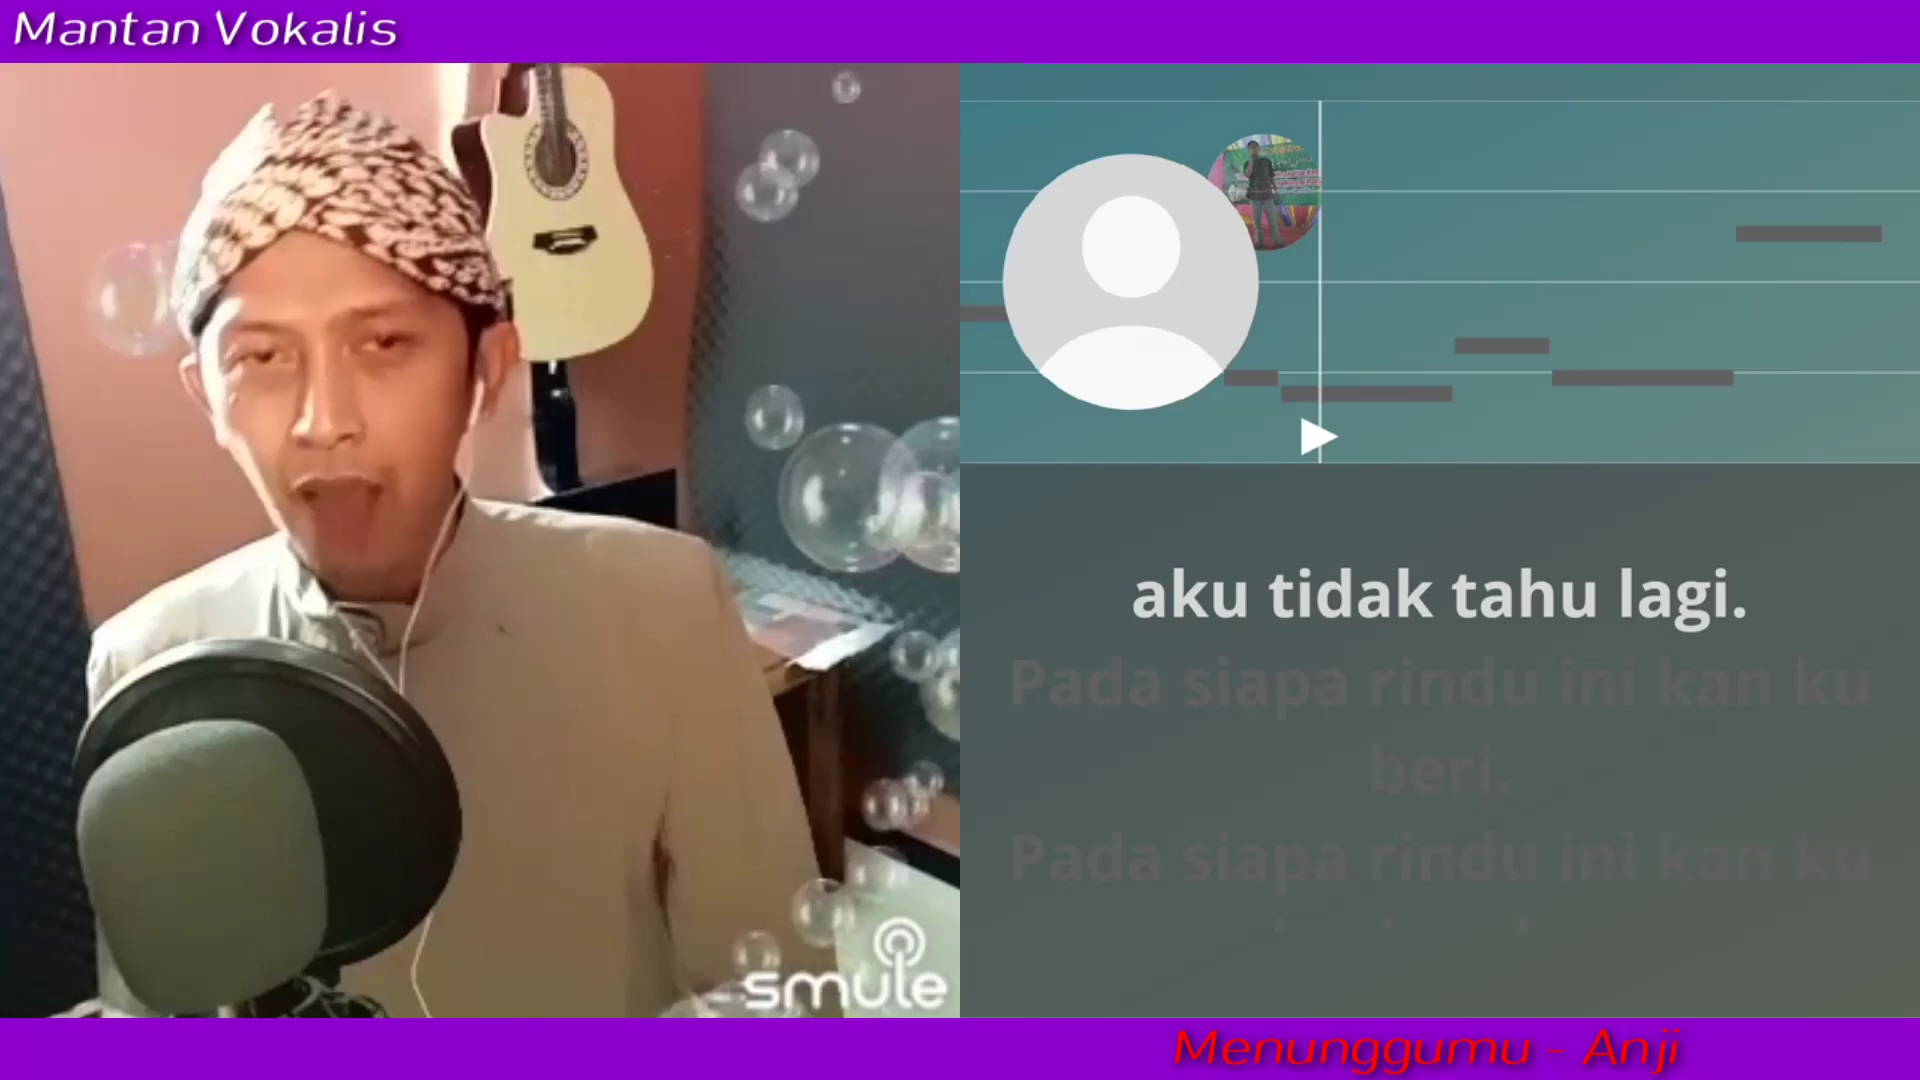 Mantan Vokalis
aku tidak tahu lagi.
Pada siapa rindu ini kan ku
beri.
Pada siapa rindu ini kan ku
smule
Menunggumu - Anji